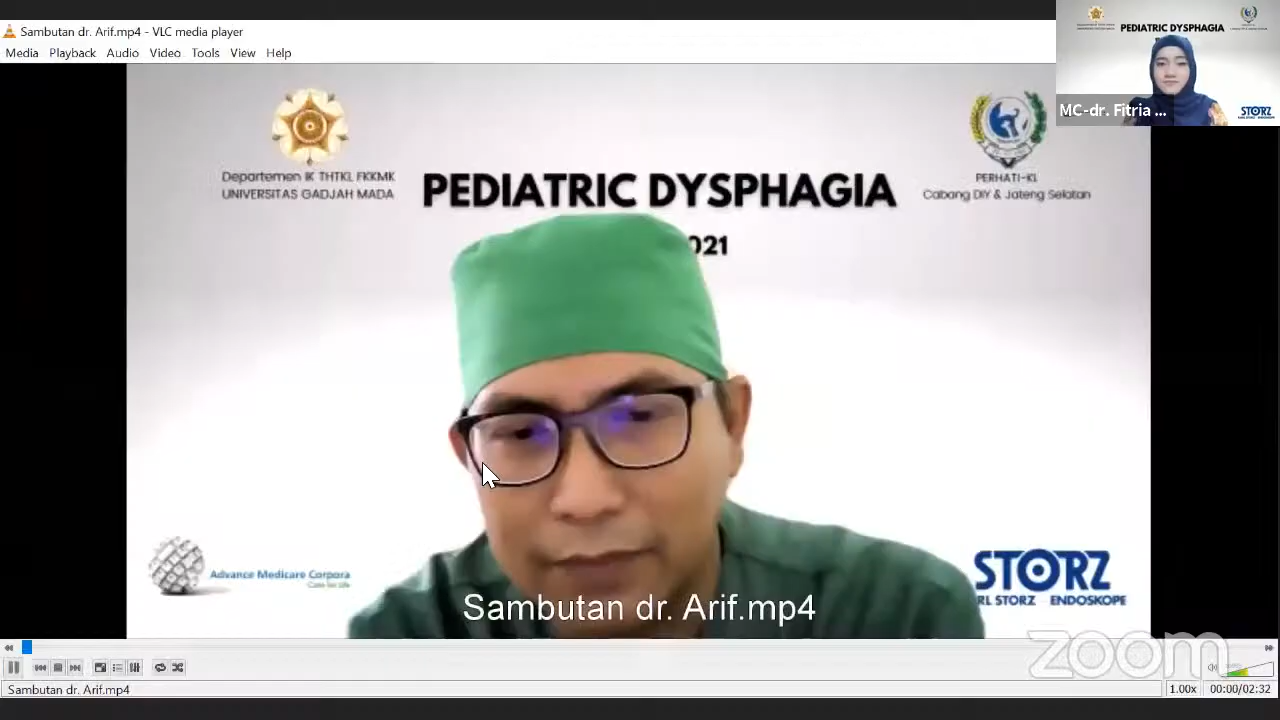 Sambutan dr. Arif.mp4 - VLC media player
Media Playback Audio Video Tools View Help
PEDIATRIC DYSPHAGIA
MC-dr. Fitria ...
STORZ
Departemen IK THTKL FKKMK
UNIVERSITAS GADJAH MADA
PEDIATRIC DYSPHAGIA
021
PERHATI-KL
Cabang DIY & Jateng Selatan
Advance Medicare Corpora
Care for Life
STORZ
RL STORZ ENDOSKOPE
Sambutan dr. Arif.mp4
zoom
Sambutan dr. Arif.mp4
1.00x
00:00/02:32